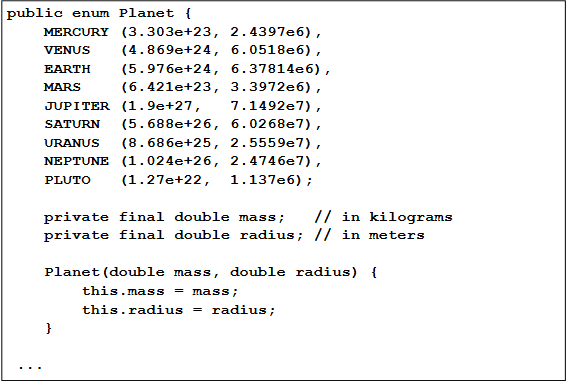 public enum Planet {
    MERCURY (3.303e+23, 2.4397e6),
    VENUS   (4.869e+24, 6.0518e6),
    EARTH   (5.976e+24, 6.37814e6),
    MARS    (6.421e+23, 3.3972e6),
    JUPITER (1.9e+27,   7.1492e7),
    SATURN  (5.688e+26, 6.0268e7),
    URANUS  (8.686e+25, 2.5559e7),
    NEPTUNE (1.024e+26, 2.4746e7),
    PLUTO   (1.27e+22,  1.137e6);

    private final double mass;   // in kilograms
    private final double radius; // in meters

    Planet(double mass, double radius) {
        this.mass = mass;
        this.radius = radius;
    }

 ...